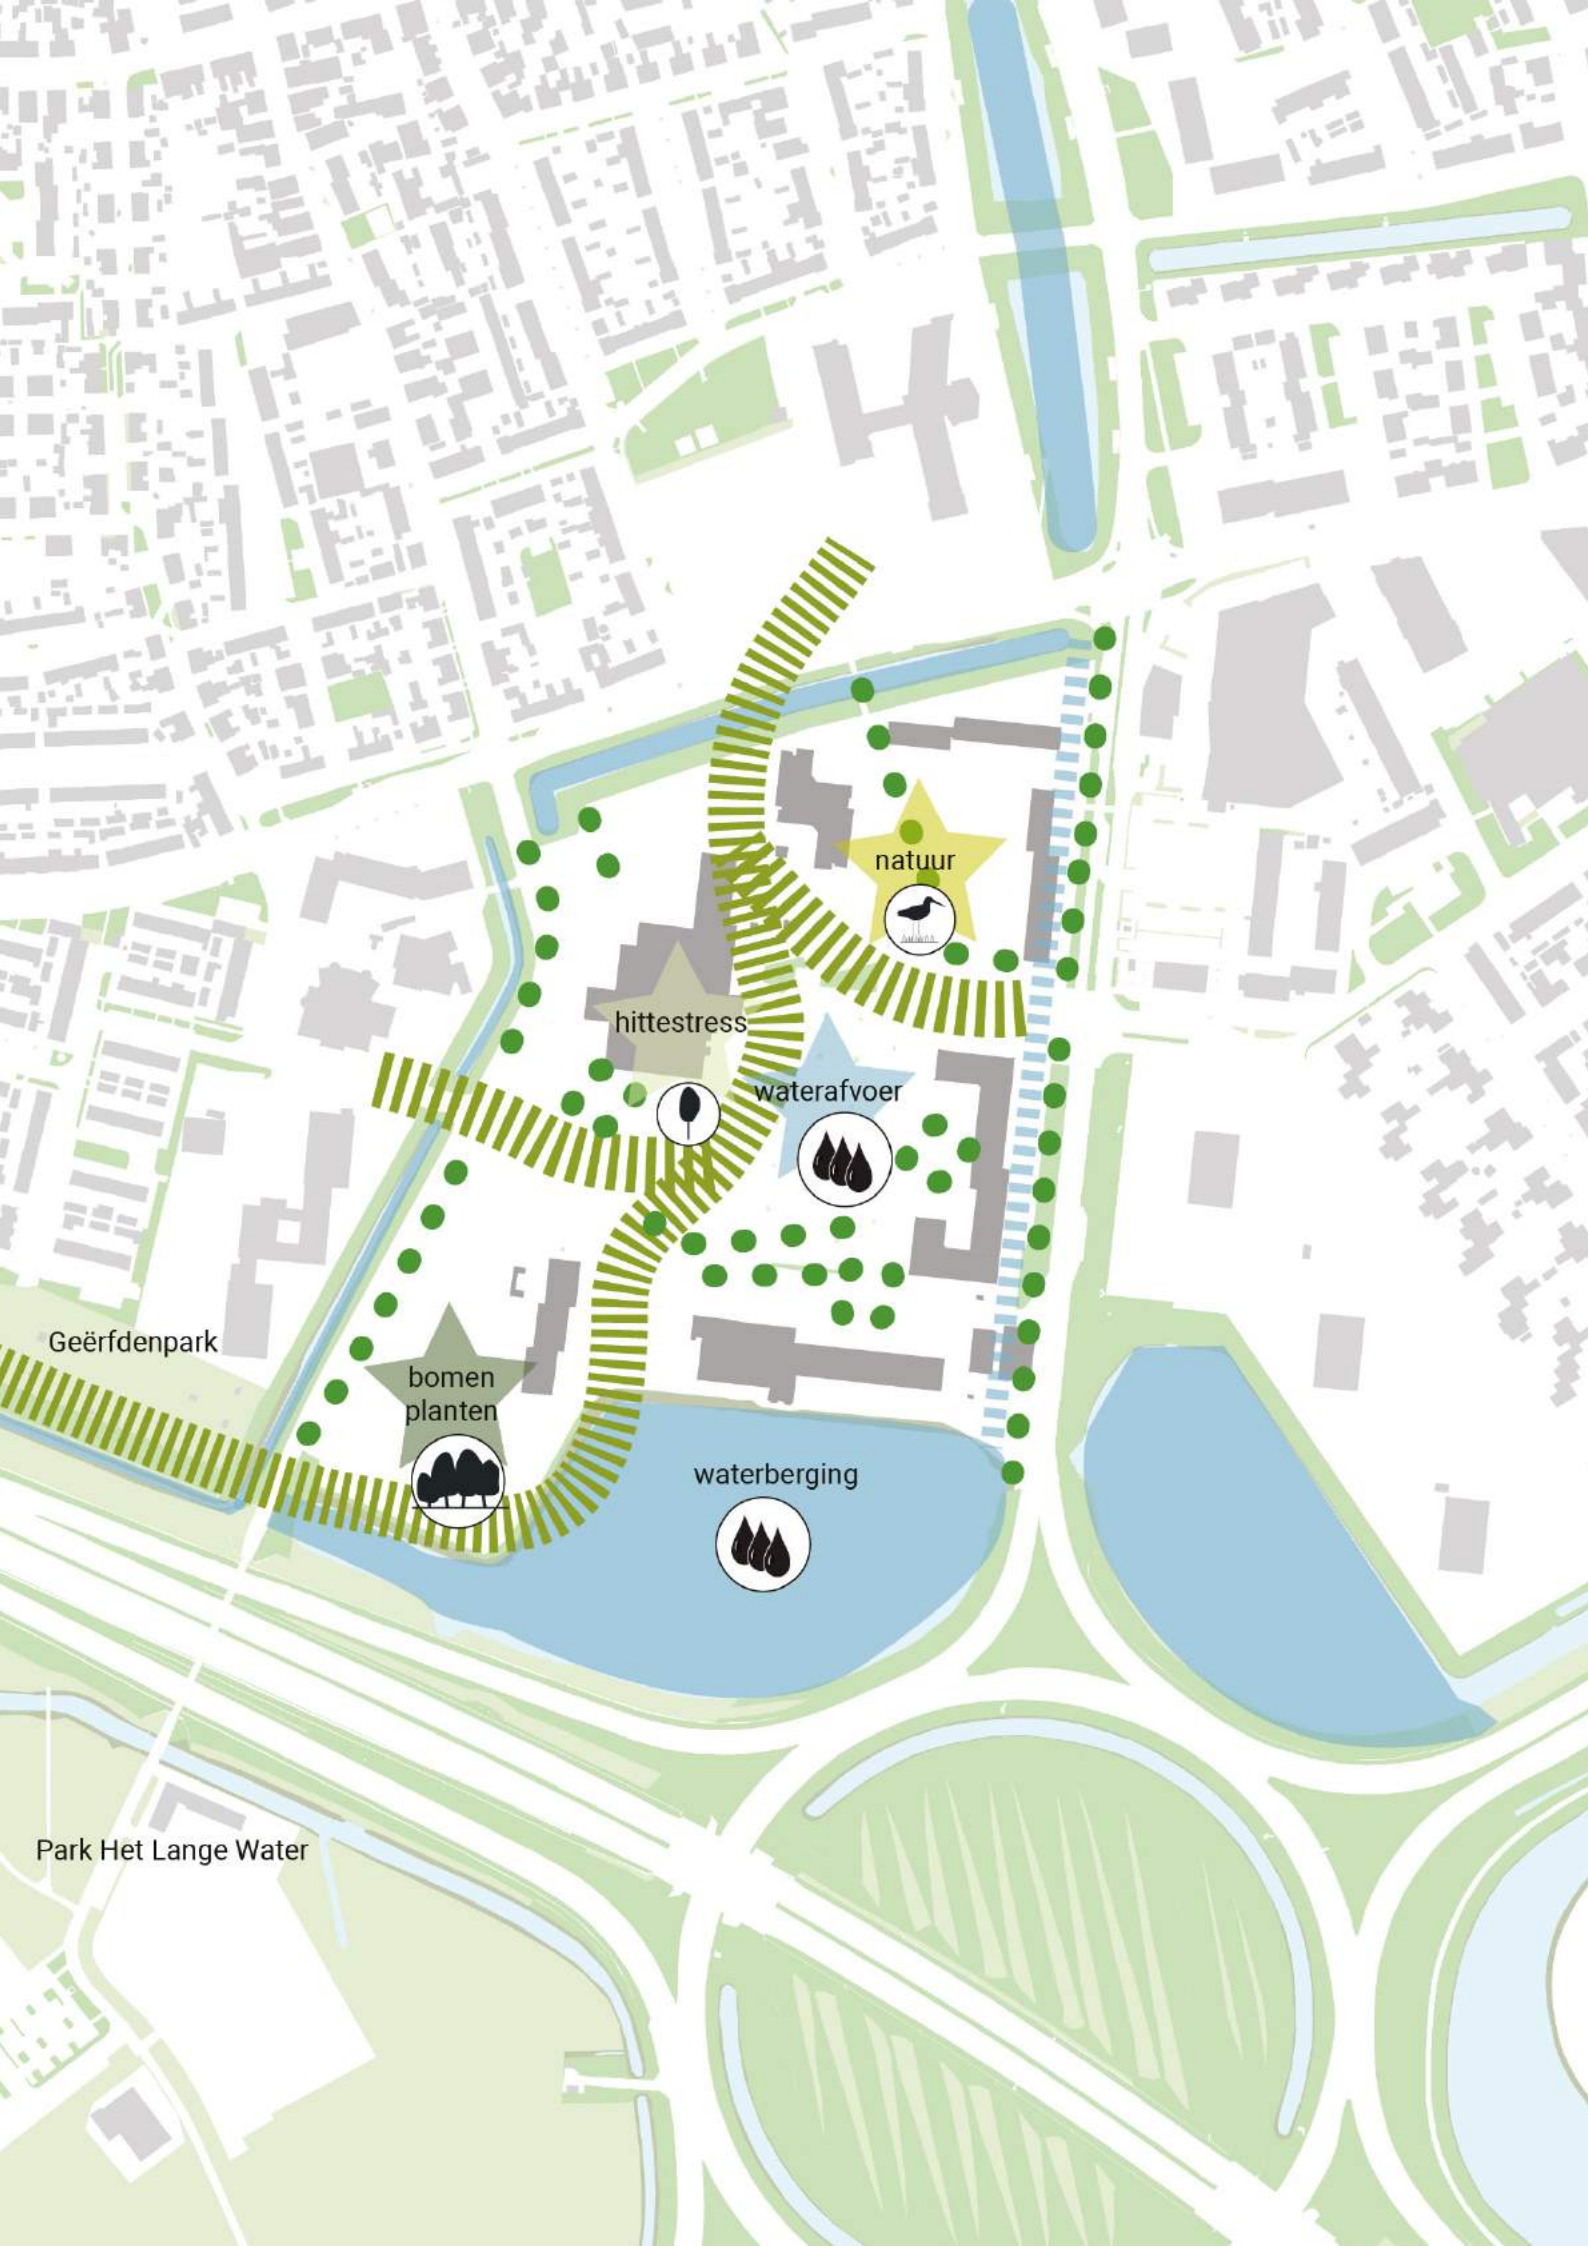 natuur
hittestress
waterafvoer
Geërfdenpark
bomen
planten
waterberging
Park Het Lange Water